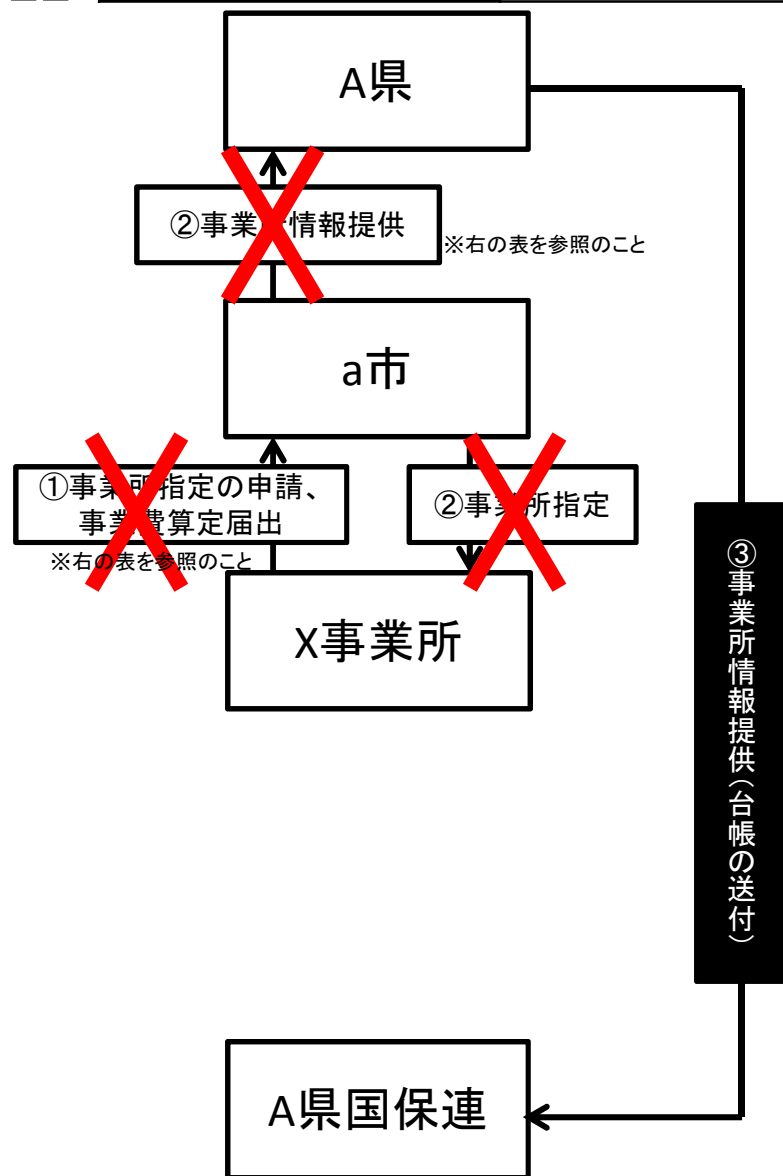 A県
②事業所情報提供
※右の表を参照のこと
a市
①事業所指定の申請、
事業費算定届出
※右の表を参照のこと
②事業所指定
X事業所
③事業所情報提供(台帳の送付)
A県国保連